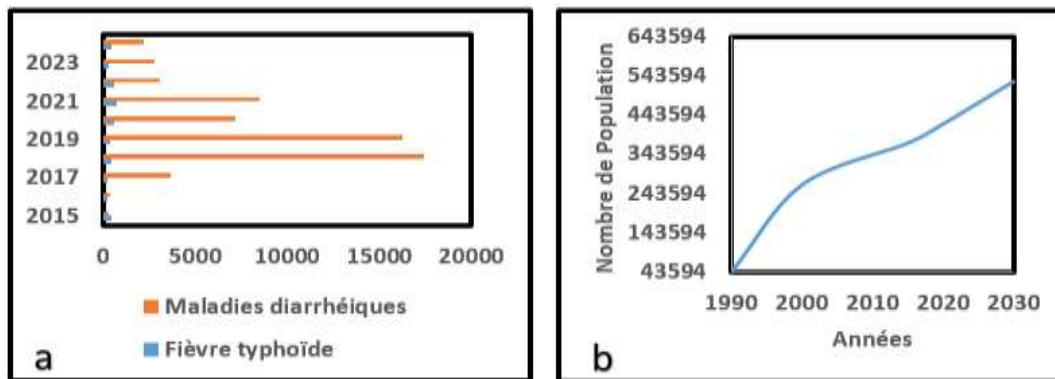 2023
2021
2019
2017
2015
0 5000 10000 15000 20000
Maladies diarrhéiques
Fièvre typhoïde
a
Nombre de Population
643594
543594
443594
343594
243594
143594
43594
1990 2000 2010 2020 2030
Années
b